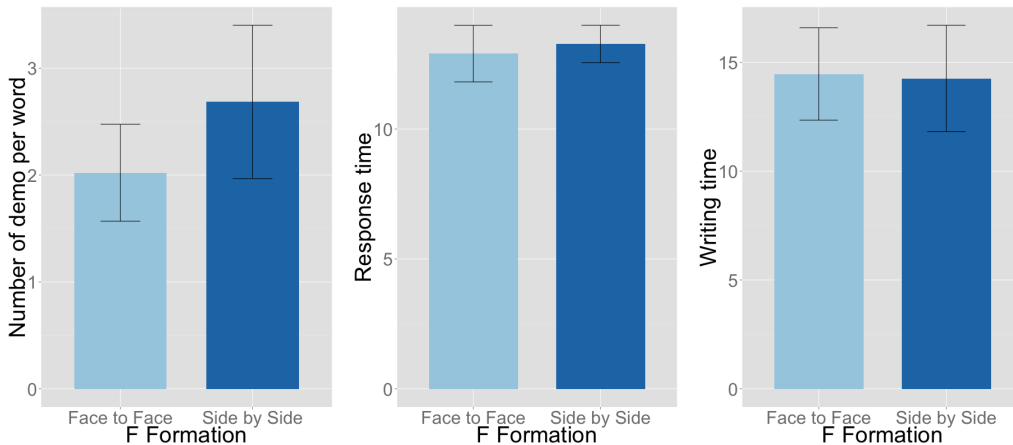 Number of demo per word
3
2
1
0
Face to Face Side by Side
F Formation
Response time
10
5
0
Face to Face Side by Side
F Formation
Writing time
15
10
5
0
Face to Face Side by Side
F Formation